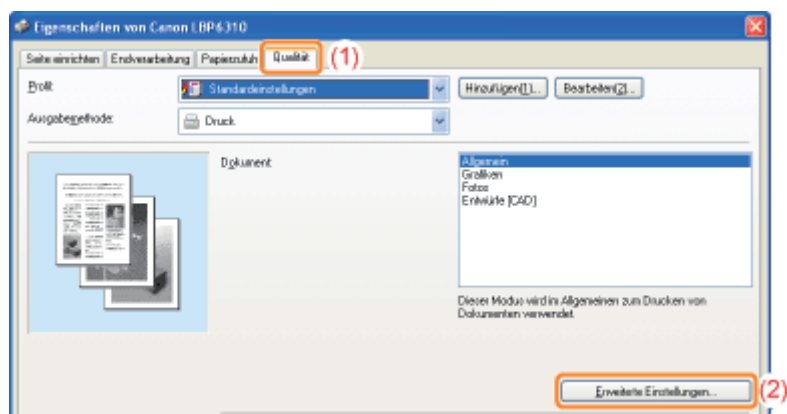 Eigenschaften von Canon LBP6310
Seite einrichten Endverarbeitung Papierzufuh Qualität (1)
Profil: Standardeinstellungen Hinzufügen(1)... Bearbeiten(2)...
Ausgabemethode: Druck
Dokument: Allgemein
Grafiken
Fotos
Entwürfe [CAD]
Dieser Modus wird im Allgemeinen zum Drucken von
Dokumenten verwendet.
Erweiterte Einstellungen... (2)